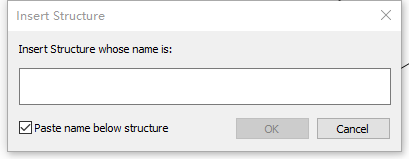 Insert Structure
Insert Structure whose name is:
Paste name below structure
OK
Cancel